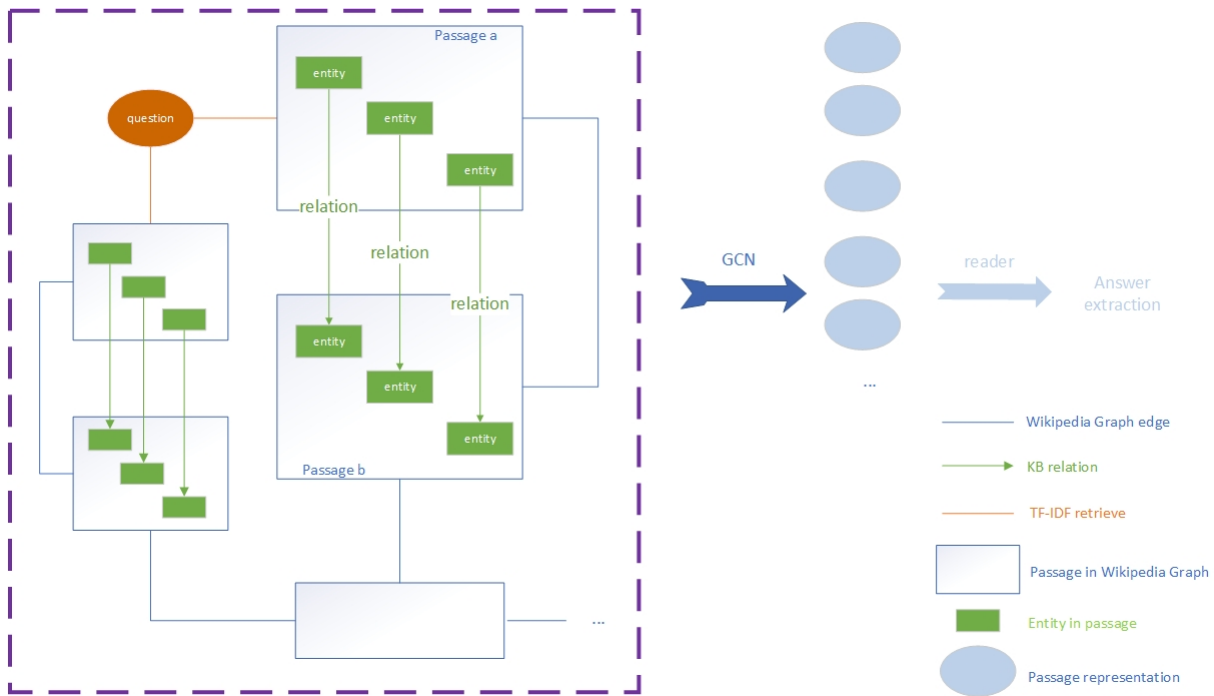 Passage a
entity
question
entity
entity
relation
relation
relation
entity
entity
entity
Passage b
...
GCN
...
reader
Answer
extraction
Wikipedia Graph edge
KB relation
TF-IDF retrieve
Passage in Wikipedia Graph
Entity in passage
Passage representation